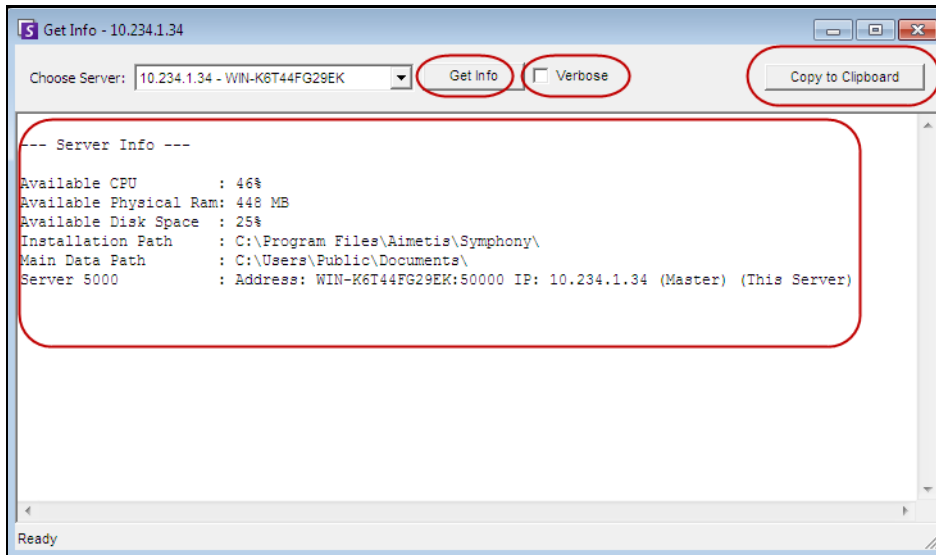 Get Info - 10.234.1.34
Choose Server: 10.234.1.34 - WIN-K6T44FG29EK Get Info Verbose Copy to Clipboard
--- Server Info ---
Available CPU : 46%
Available Physical Ram: 448 MB
Available Disk Space : 25%
Installation Path : C:\Program Files\Aimetis\Symphony\
Main Data Path : C:\Users\Public\Documents\
Server 5000 : Address: WIN-K6T44FG29EK:50000 IP: 10.234.1.34 (Master) (This Server)
Ready